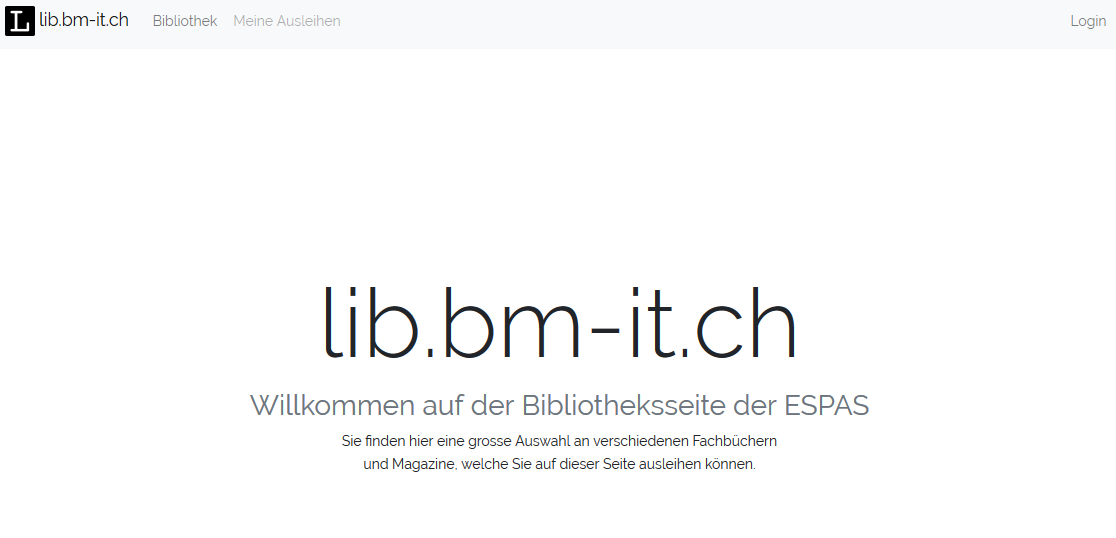 L lib.bm-it.ch Bibliothek Meine Ausleihen Login
lib.bm-it.ch
Willkommen auf der Bibliotheksseite der ESPAS
Sie finden hier eine grosse Auswahl an verschiedenen Fachbüchern
und Magazine, welche Sie auf dieser Seite ausleihen können.